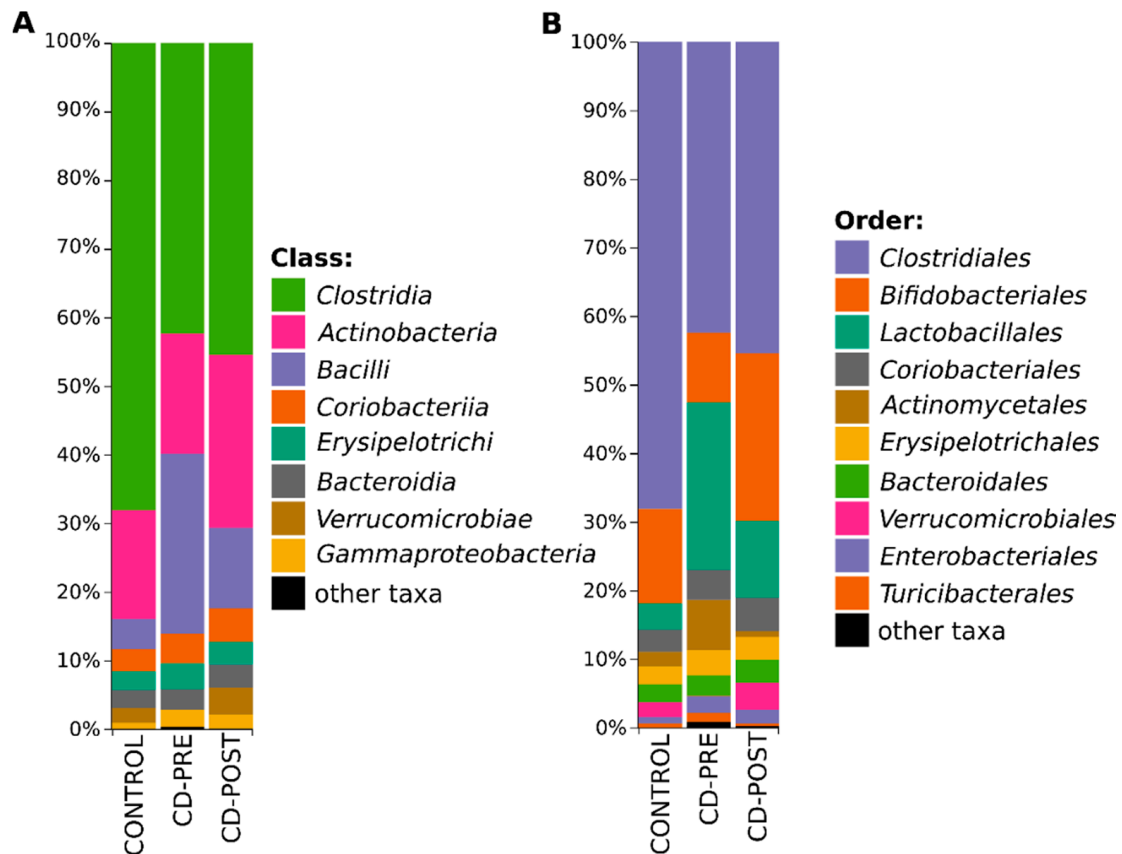 A
100%
90%
80%
70%
60%
50%
40%
30%
20%
10%
0%
CONTROL
CD-PRE
CD-POST
Class:
Clostridia
Actinobacteria
Bacilli
Coriobacteriia
Erysipelotrichi
Bacteroidia
Verrucomicrobiae
Gammaproteobacteria
other taxa
B
100%
90%
80%
70%
60%
50%
40%
30%
20%
10%
0%
CONTROL
CD-PRE
CD-POST
Order:
Clostridiales
Bifidobacteriales
Lactobacillales
Coriobacteriales
Actinomycetales
Erysipelotrichales
Bacteroidales
Verrucomicrobiales
Enterobacteriales
Turicibacterales
other taxa